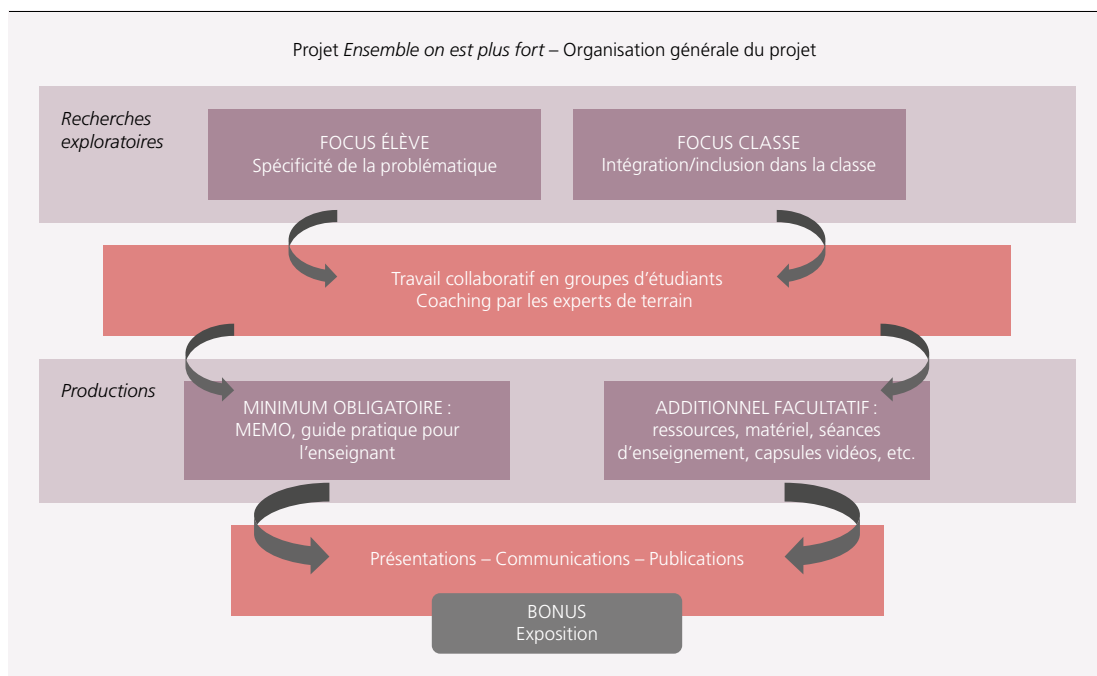 Projet Ensemble on est plus fort – Organisation générale du projet
Recherches
exploratoires
FOCUS ÉLÈVE
Spécificité de la problématique
FOCUS CLASSE
Intégration/inclusion dans la classe
Travail collaboratif en groupes d’étudiants
Coaching par les experts de terrain
Productions
MINIMUM OBLIGATOIRE :
MEMO, guide pratique pour
l’enseignant
ADDITIONNEL FACULTATIF :
ressources, matériel, séances
d’enseignement, capsules vidéos, etc.
Présentations – Communications – Publications
BONUS
Exposition